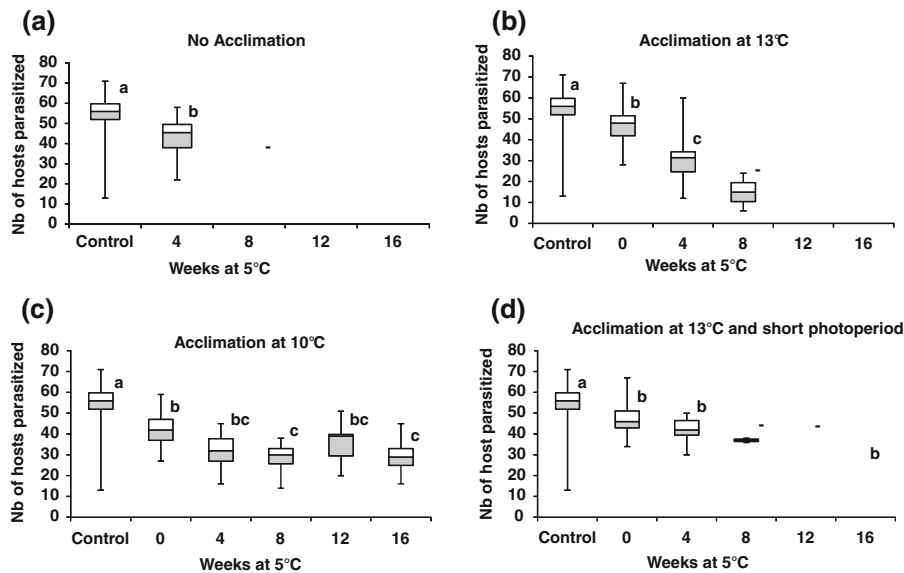 (a)
No Acclimation
Nb of hosts parasitized
80
70
60
50
40
30
20
10
0
a
b
-
Control 4 8 12 16
Weeks at 5°C
(b)
Acclimation at 13°C
Nb of hosts parasitized
80
70
60
50
40
30
20
10
0
a
b
c
-
Control 0 4 8 12 16
Weeks at 5°C
(c)
Acclimation at 10°C
Nb of hosts parasitized
80
70
60
50
40
30
20
10
0
a
b
bc
c
bc
c
Control 0 4 8 12 16
Weeks at 5°C
(d)
Acclimation at 13°C and short photoperiod
Nb of host parasitized
80
70
60
50
40
30
20
10
0
a
b
b
-
-
b
Control 0 4 8 12 16
Weeks at 5°C